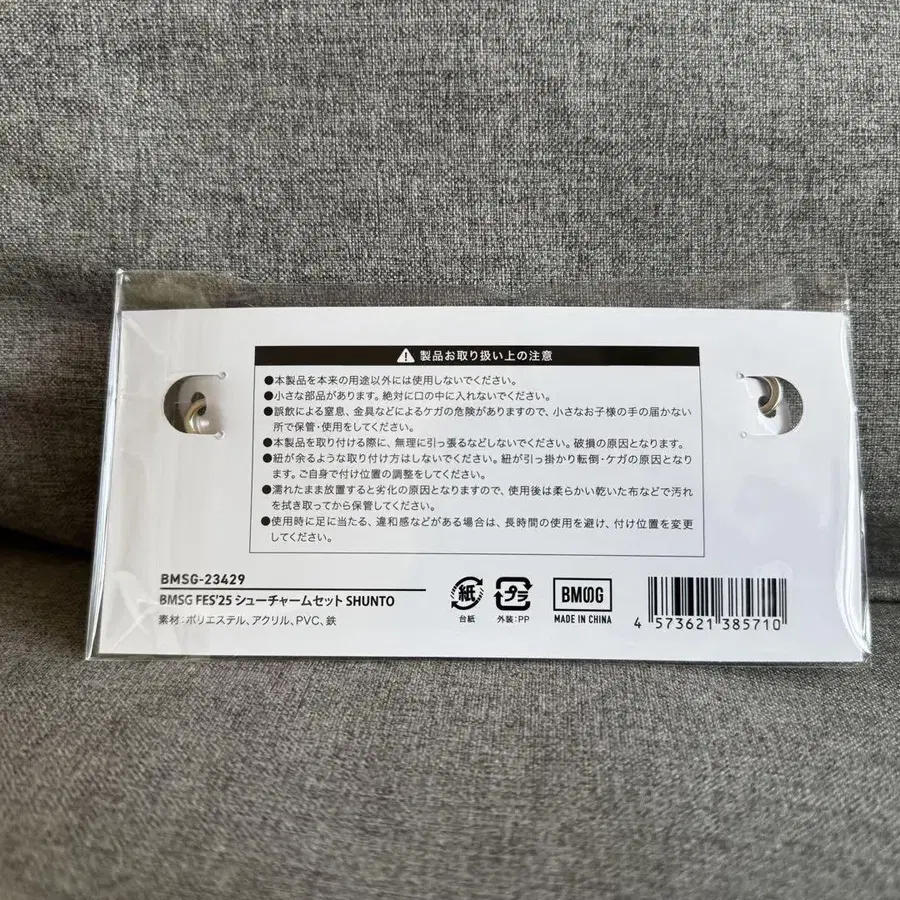 製品お取り扱い上の注意
●本製品を本来の用途以外には使用しないでください。
●小さな部品があります。絶対に口の中に入れないでください。
●誤飲による窒息、金具などによるケガの危険がありますので、小さなお子様の手の届かない
所で保管・使用をしてください。
●本製品を取り付ける際に、無理に引っ張るなどしないでください。破損の原因となります。
●紐が余るような取り付け方はしないでください。紐が引っ掛かり転倒・ケガの原因となり
ます。ご自身で付け位置の調整をしてください。
●濡れたまま放置すると劣化の原因となりますので、使用後は柔らかい乾いた布などで汚れ
を拭き取ってから保管してください。
●使用時に足に当たる、違和感などがある場合は、長時間の使用を避け、付け位置を変更
してください。
BMSG-23429
BMSG FES'25 シューチャームセット SHUNTO
素材:ポリエステル、アクリル、PVC、鉄
紙
台紙
プラ
外装:PP
BMSG
MADE IN CHINA
4 573621 385710